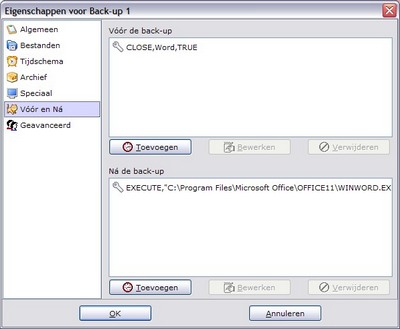 Eigenschappen voor Back-up 1
Algemeen
Bestanden
Tijdschema
Archief
Speciaal
Vóór en Ná
Geavanceerd
Vóór de back-up
CLOSE,Word,TRUE
Toevoegen
Bewerken
Verwijderen
Ná de back-up
EXECUTE,"C:\Program Files\Microsoft Office\OFFICE11\WINWORD.EX
Toevoegen
Bewerken
Verwijderen
OK
Annuleren